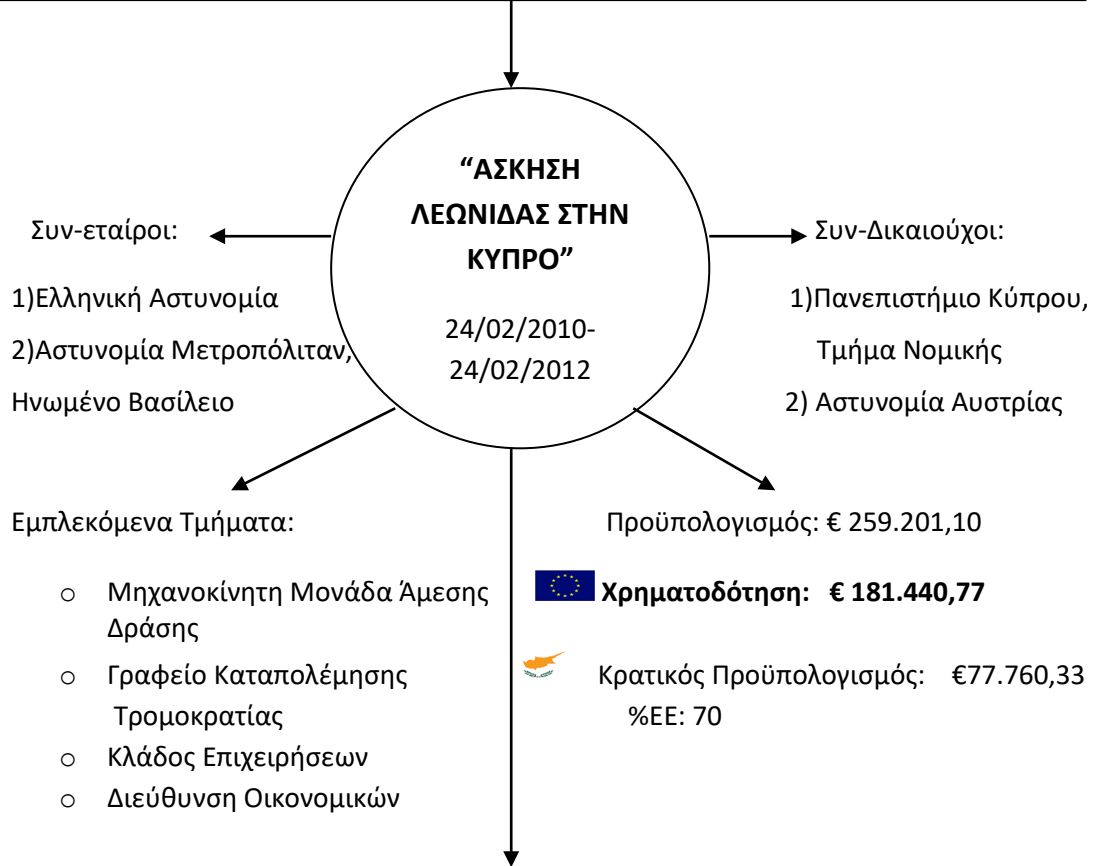 “ΑΣΚΗΣΗ
ΛΕΩΝΙΔΑΣ ΣΤΗΝ
ΚΥΠΡΟ”
24/02/2010-
24/02/2012
Συν-εταίροι:
1)Ελληνική Αστυνομία
2)Αστυνομία Μετροπόλιταν,
Ηνωμένο Βασίλειο
Συν-Δικαιούχοι:
1)Πανεπιστήμιο Κύπρου,
Τμήμα Νομικής
2) Αστυνομία Αυστρίας
Εμπλεκόμενα Τμήματα:
o Μηχανοκίνητη Μονάδα Άμεσης
Δράσης
o Γραφείο Καταπολέμησης
Τρομοκρατίας
o Κλάδος Επιχειρήσεων
o Διεύθυνση Οικονομικών
Προϋπολογισμός: € 259.201,10
Χρηματοδότηση: € 181.440,77
Κρατικός Προϋπολογισμός: €77.760,33
%ΕΕ: 70